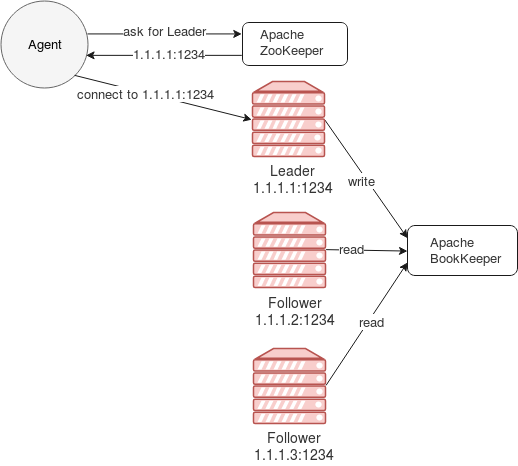 Agent
ask for Leader
1.1.1.1:1234
Apache
ZooKeeper
connect to 1.1.1.1:1234
Leader
1.1.1.1:1234
write
Apache
BookKeeper
read
Follower
1.1.1.2:1234
read
Follower
1.1.1.3:1234